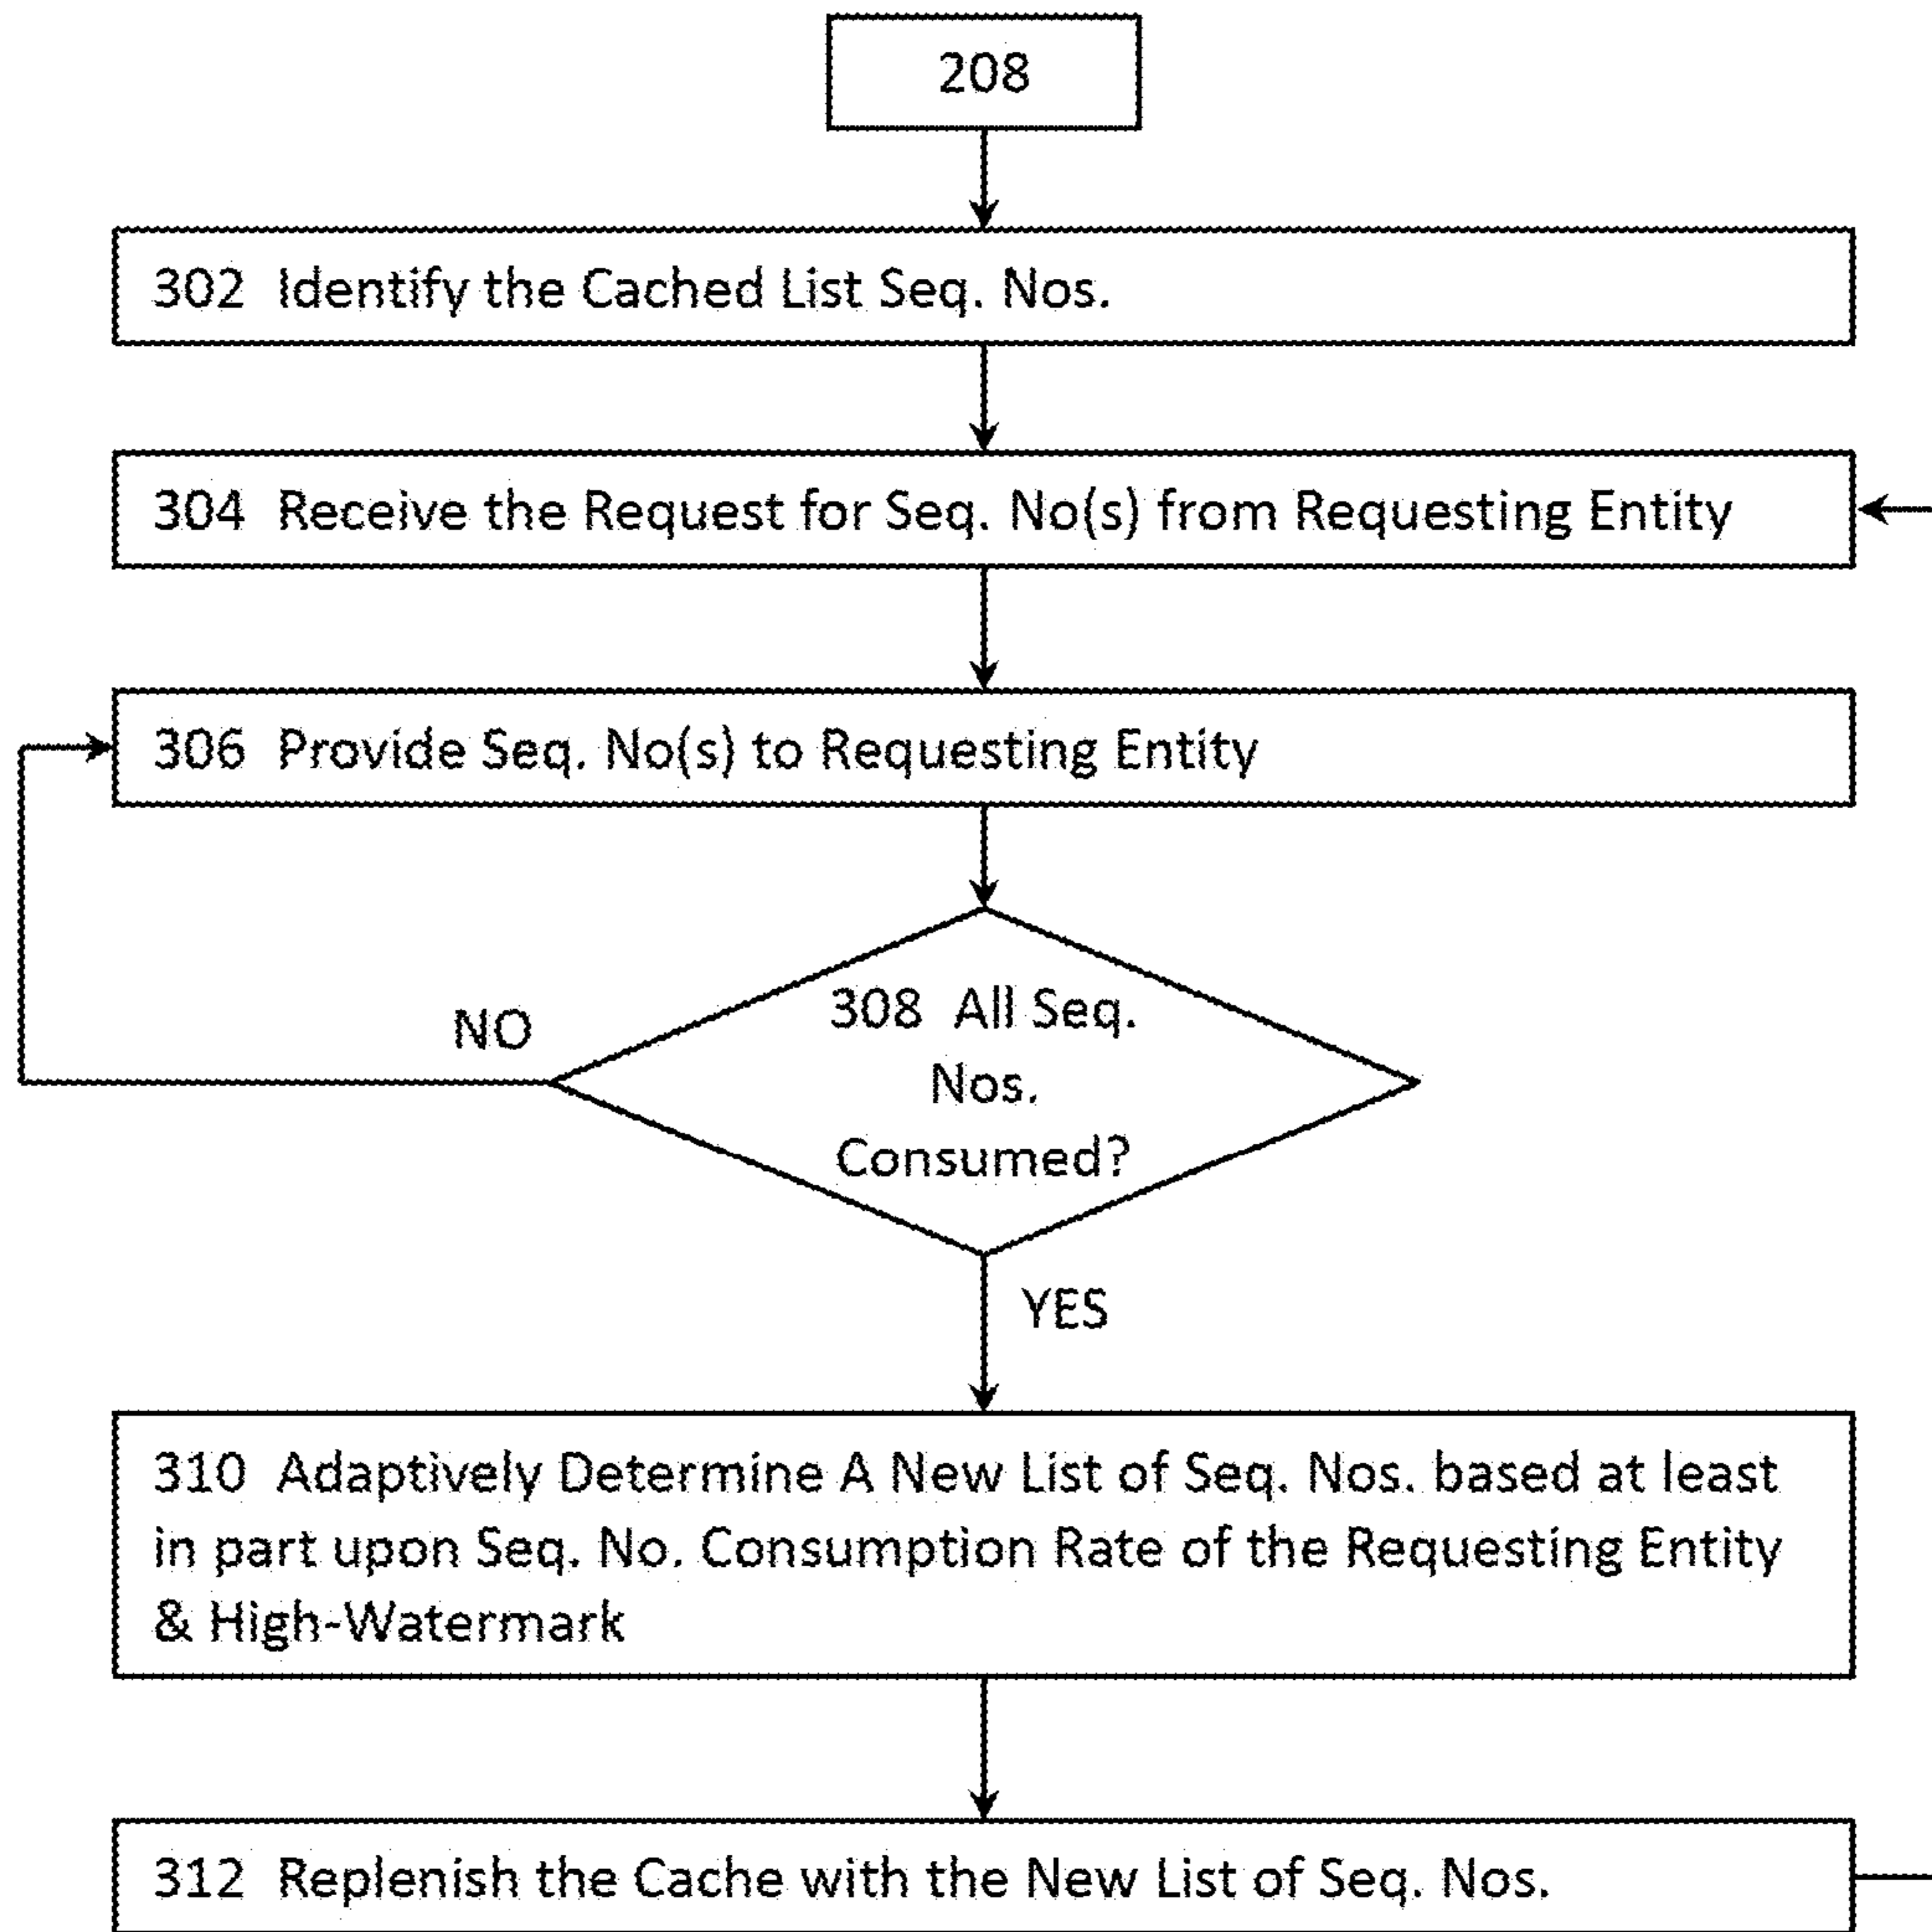 208
302 Identify the Cached List Seq. Nos.
304 Receive the Request for Seq. No(s) from Requesting Entity
306 Provide Seq. No(s) to Requesting Entity
308 All Seq.
Nos.
Consumed?
NO
YES
310 Adaptively Determine A New List of Seq. Nos. based at least
in part upon Seq. No. Consumption Rate of the Requesting Entity
& High-Watermark
312 Replenish the Cache with the New List of Seq. Nos.